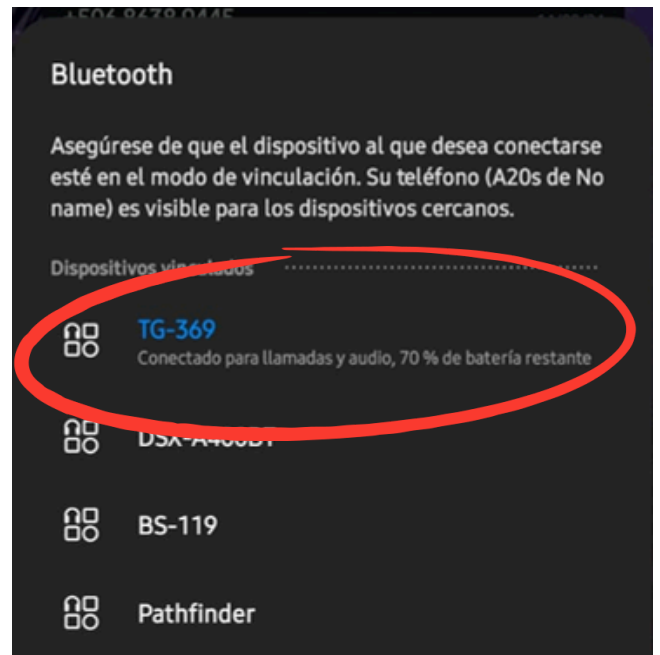 Bluetooth
Asegúrese de que el dispositivo al que desea conectarse
esté en el modo de vinculación. Su teléfono (A20s de No
name) es visible para los dispositivos cercanos.
Dispositivos vinculados
TG-369
Conectado para llamadas y audio, 70 % de batería restante
BS-119
Pathfinder